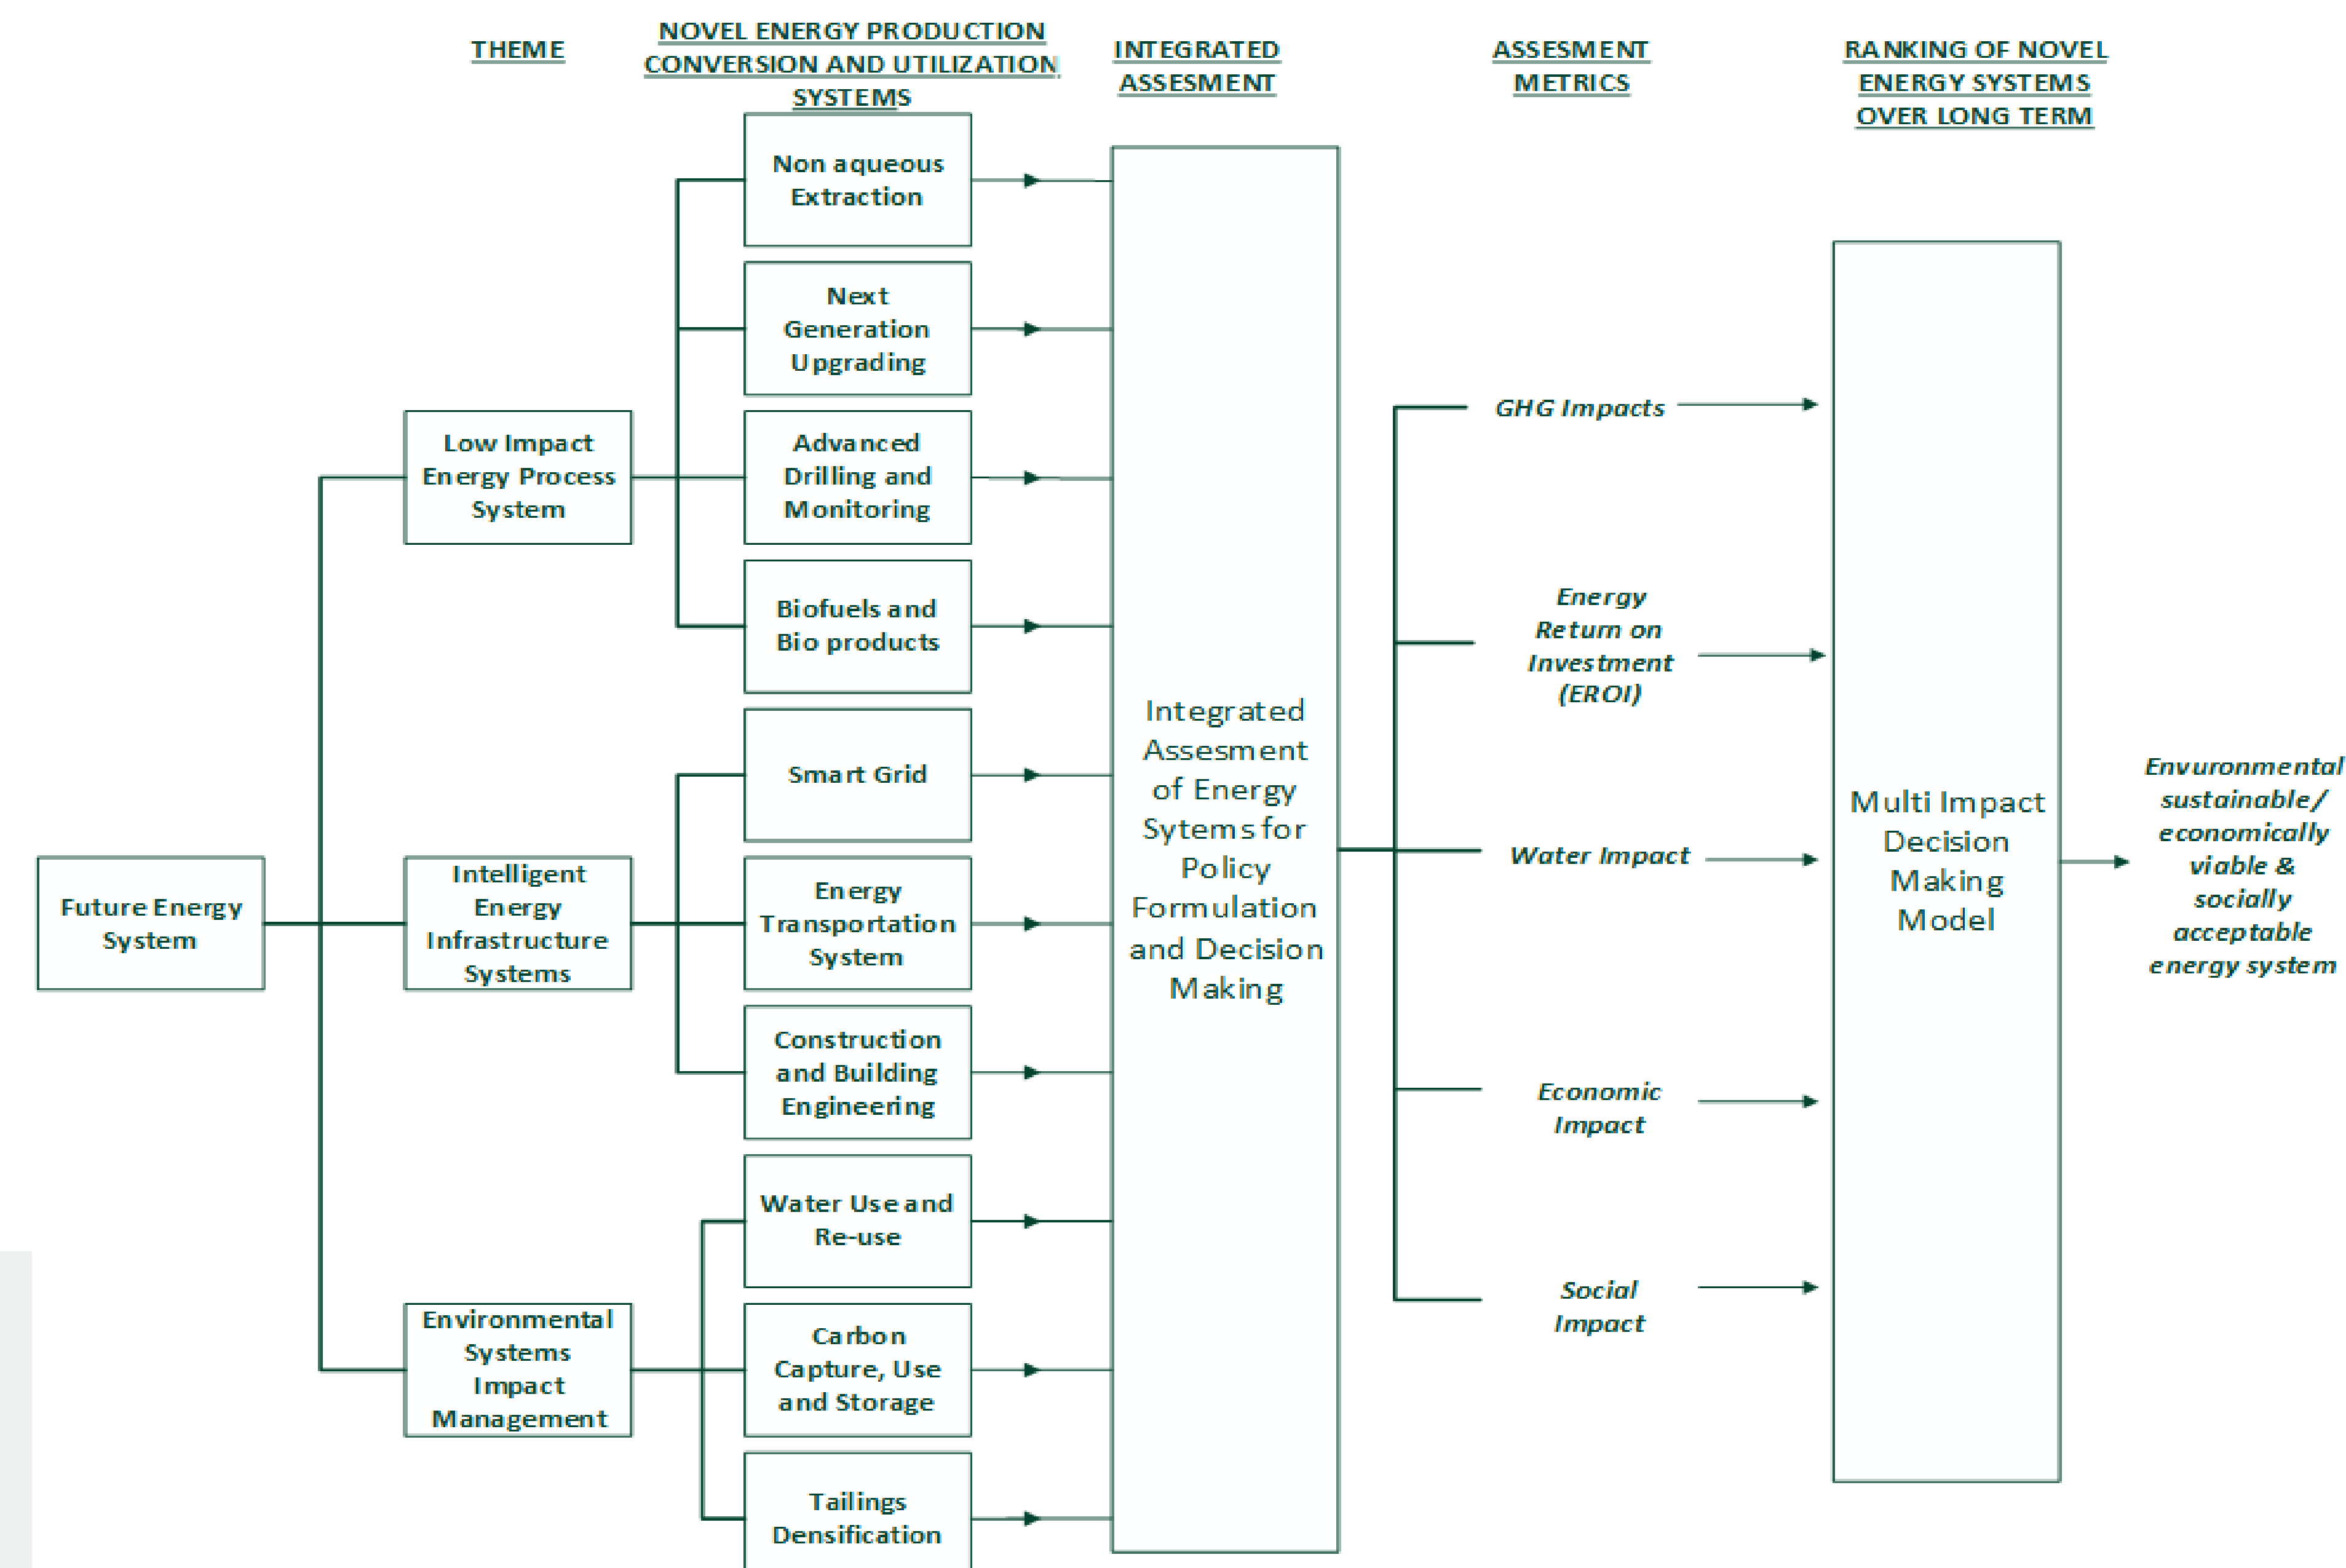 THEME
NOVEL ENERGY PRODUCTION
CONVERSION AND UTILIZATION
SYSTEMS
INTEGRATED
ASSESMENT
ASSESMENT
METRICS
RANKING OF NOVEL
ENERGY SYSTEMS
OVER LONG TERM
Future Energy
System
Low Impact
Energy Process
System
Intelligent
Energy
Infrastructure
Systems
Environmental
Systems
Impact
Management
Non aqueous
Extraction
Next
Generation
Upgrading
Advanced
Drilling and
Monitoring
Biofuels and
Bio products
Smart Grid
Energy
Transportation
System
Construction
and Building
Engineering
Water Use and
Re-use
Carbon
Capture, Use
and Storage
Tailings
Densification
Integrated
Assesment
of Energy
Sytems for
Policy
Formulation
and Decision
Making
GHG Impacts
Energy
Return on
Investment
(EROI)
Water Impact
Economic
Impact
Social
Impact
Multi Impact
Decision
Making
Model
Envuronmental
sustainable/
economically
viable &
socially
acceptable
energy system